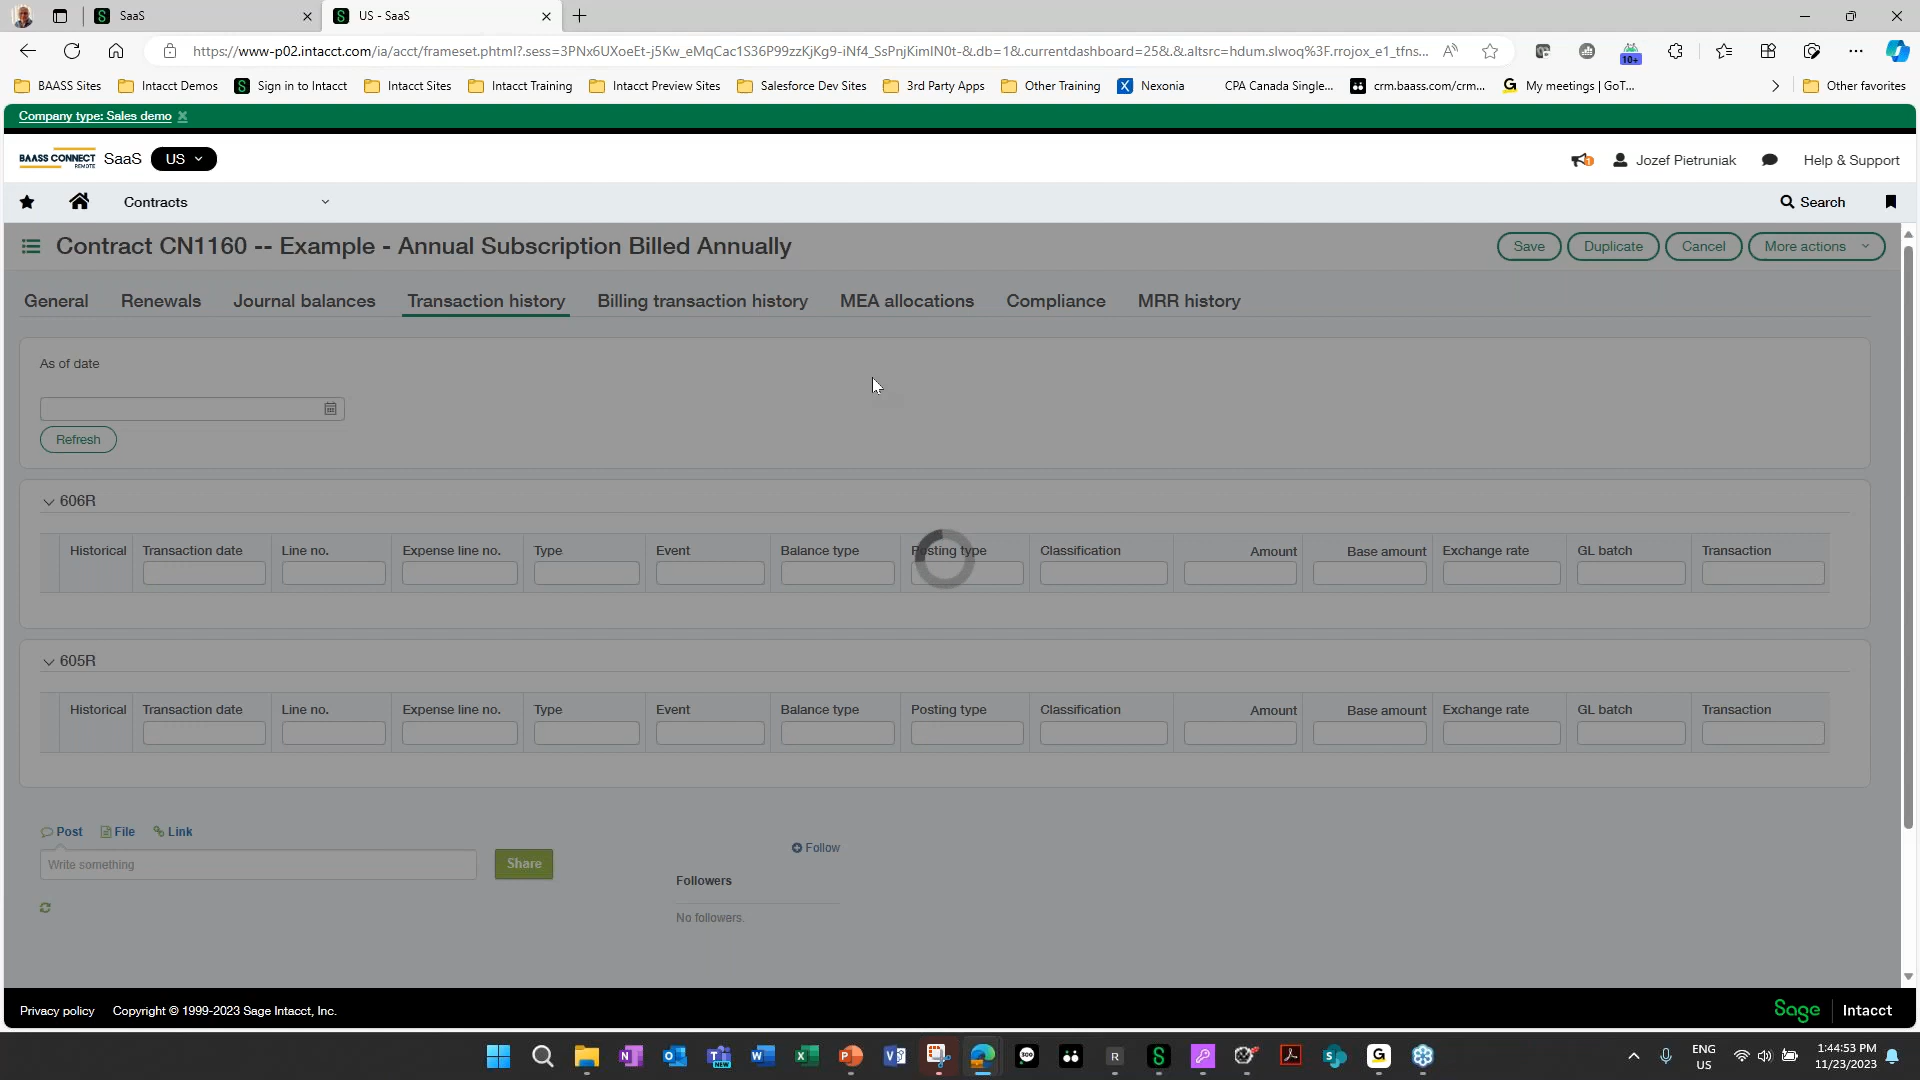 SaaS
US - SaaS
https://www-p02.intacct.com/ia/acct/frameset.phtml?.sess=3PNx6UXoeEt-j5Kw_eMqCac1S36P99zzKjKg9-iNf4_SsPnjKimIN0t-&.db=1&.currentdashboard=25&.&.altsrc=hdum.slwoq%3F.rrojox_e1_tfns...
10+
BAASS Sites
Intacct Demos
Sign in to Intacct
Intacct Sites
Intacct Training
Intacct Preview Sites
Salesforce Dev Sites
3rd Party Apps
Other Training
Nexonia
CPA Canada Single...
crm.baass.com/crm...
My meetings | GoT...
Other favorites
Company type: Sales demo
BAASS CONNECT
REMOTE
SaaS
US
1
Jozef Pietruniak
Help & Support
Contracts
Search
Contract CN1160 -- Example - Annual Subscription Billed Annually
Save
Duplicate
Cancel
More actions
General
Renewals
Journal balances
Transaction history
Billing transaction history
MEA allocations
Compliance
MRR history
As of date
Refresh
606R
Historical
Transaction date
Line no.
Expense line no.
Type
Event
Balance type
Posting type
Classification
Amount
Base amount
Exchange rate
GL batch
Transaction
605R
Historical
Transaction date
Line no.
Expense line no.
Type
Event
Balance type
Posting type
Classification
Amount
Base amount
Exchange rate
GL batch
Transaction
Post
File
Link
Write something
Share
Follow
Followers
No followers.
Privacy policy
Copyright © 1999-2023 Sage Intacct, Inc.
Sage
Intacct
ENG
US
1:44:53 PM
11/23/2023